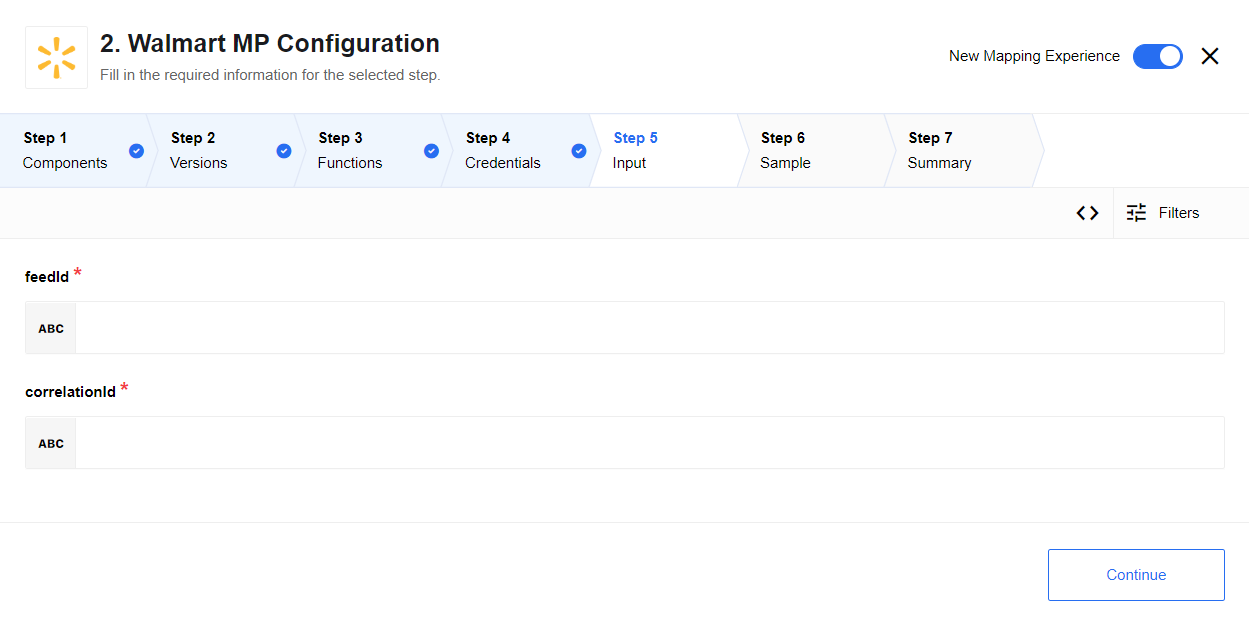 2. Walmart MP Configuration
Fill in the required information for the selected step.
New Mapping Experience
Step 1
Components
Step 2
Versions
Step 3
Functions
Step 4
Credentials
Step 5
Input
Step 6
Sample
Step 7
Summary
Filters
feedId *
ABC
correlationId *
ABC
Continue